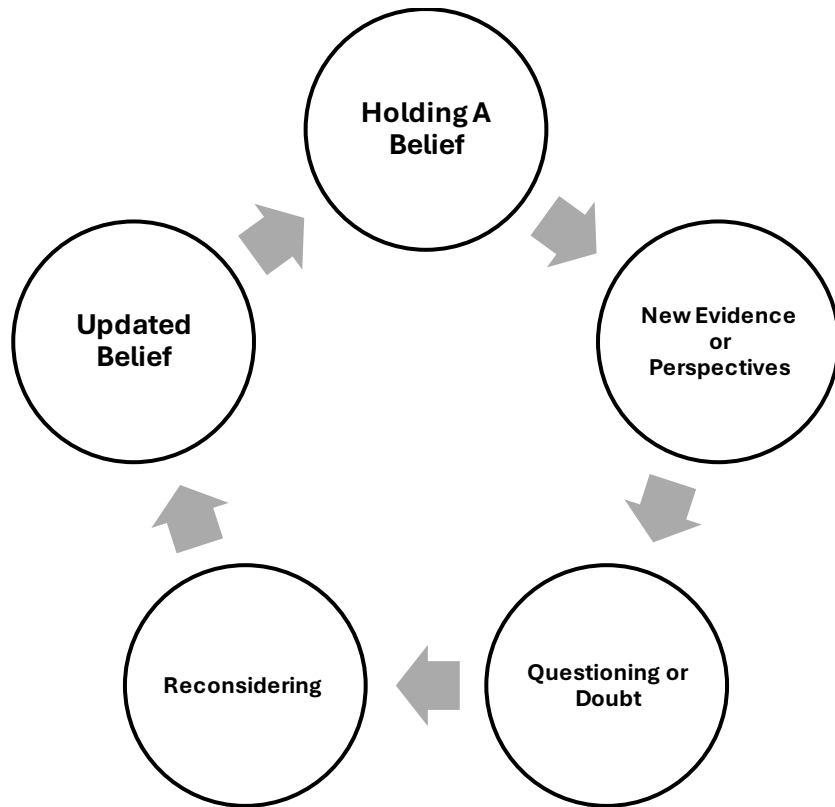 Holding A
Belief
New Evidence
or
Perspectives
Questioning or
Doubt
Reconsidering
Updated
Belief